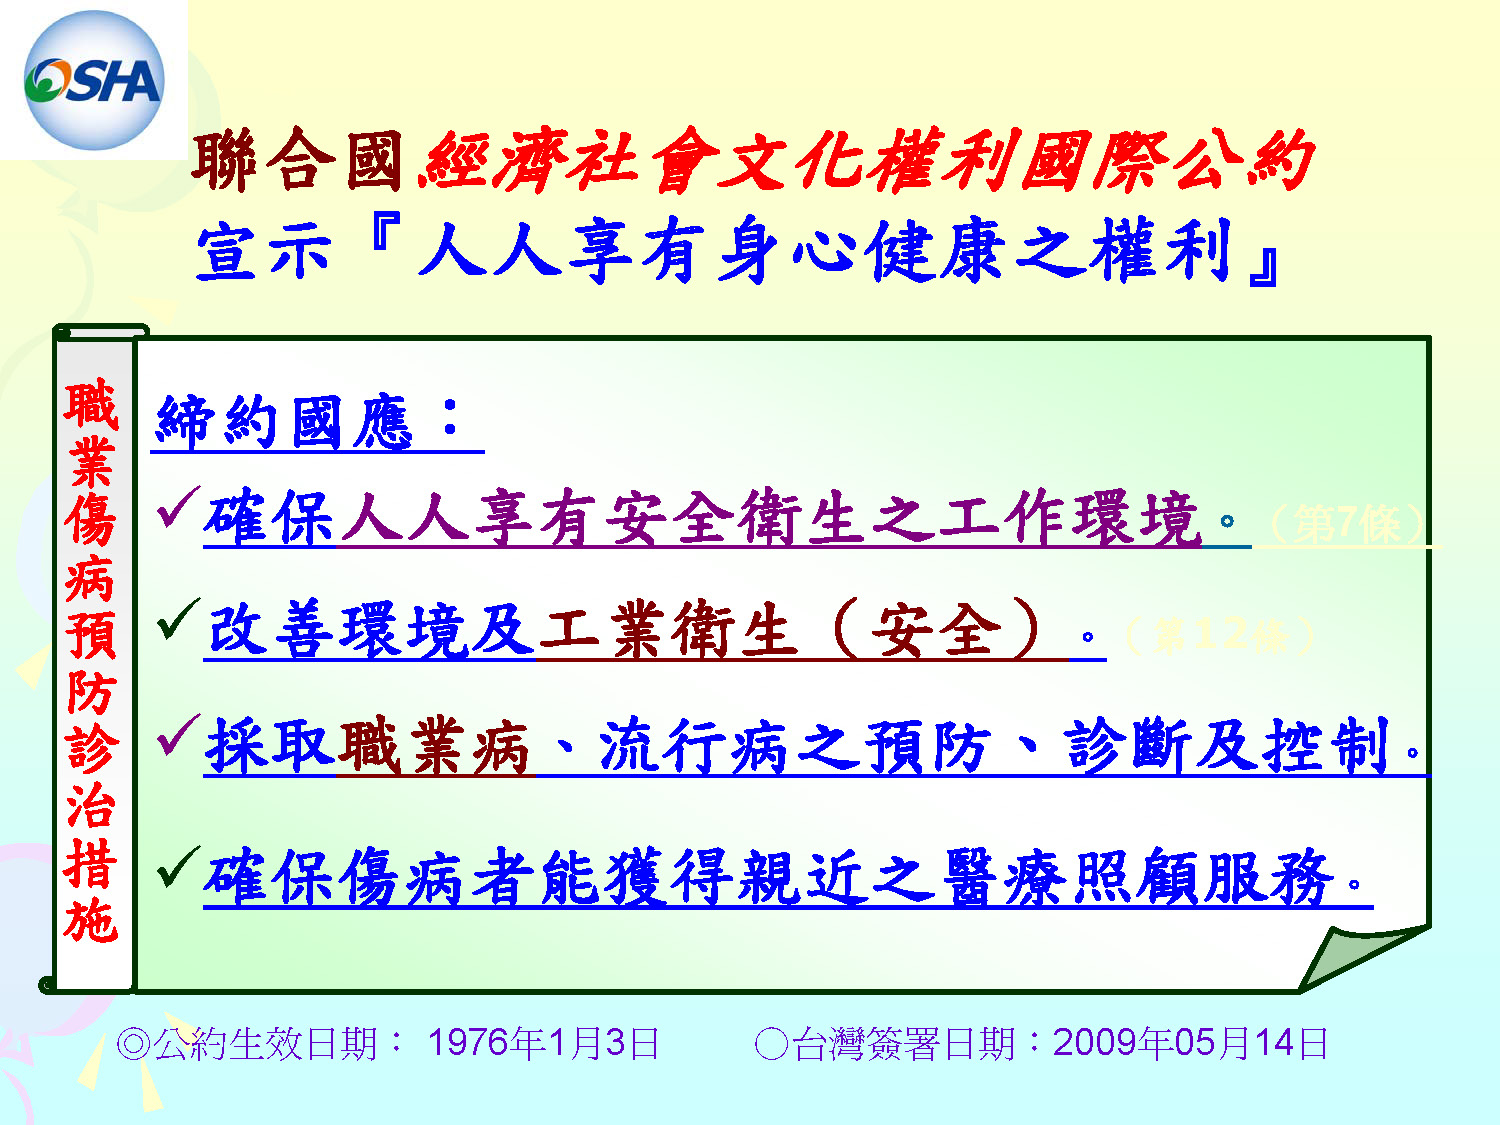 OSHA
聯合國經濟社會文化權利國際公約
宣示『人人享有身心健康之權利』
職業傷病預防診治措施
締約國應：
✓確保人人享有安全衛生之工作環境。（第7條）
✓改善環境及工業衛生（安全）。（第12條）
✓採取職業病、流行病之預防、診斷及控制。
✓確保傷病者能獲得親近之醫療照顧服務。
◎公約生效日期： 1976年1月3日 ○台灣簽署日期：2009年05月14日